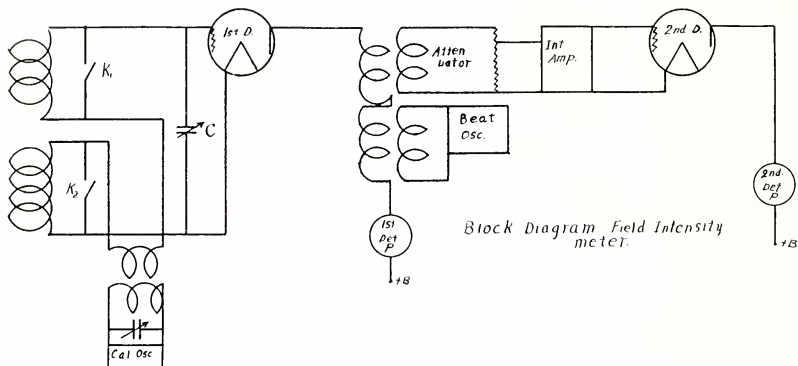 1st D.
K1
C
K2
Cal Osc
Atten
uator
Int
Amp.
2nd D.
Beat
Osc.
1st
Det
P
+B
2nd.
Det
P
+B
Block Diagram Field Intensity
meter.